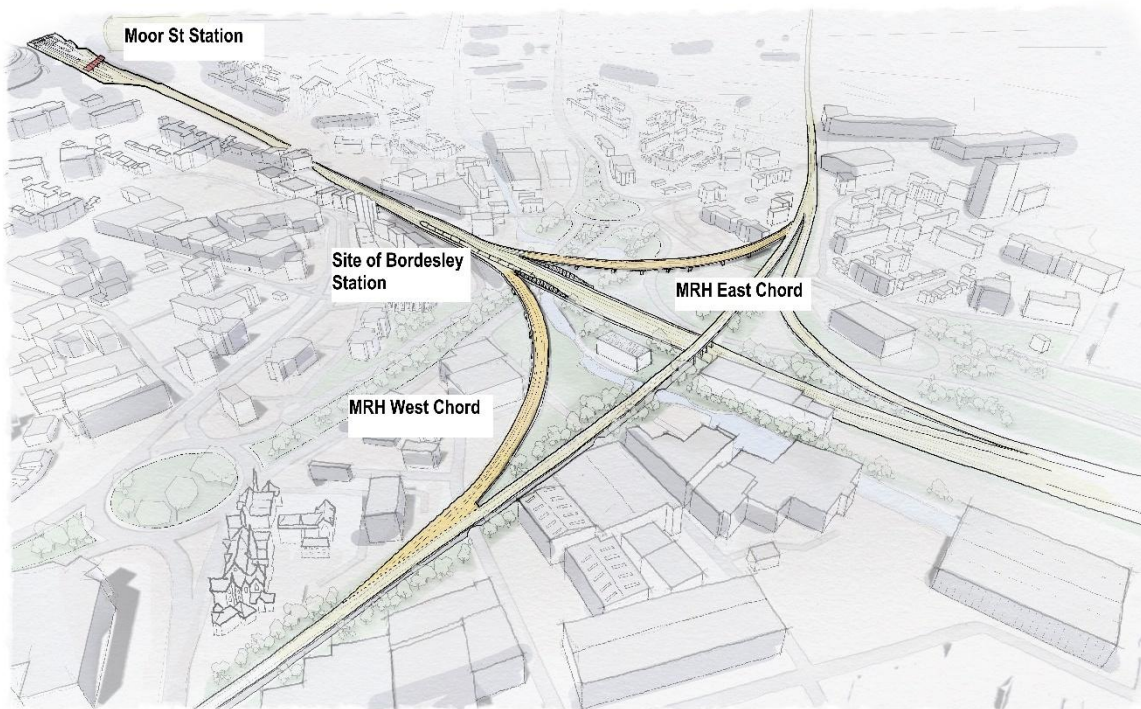 Moor St Station
Site of Bordesley
Station
MRH East Chord
MRH West Chord